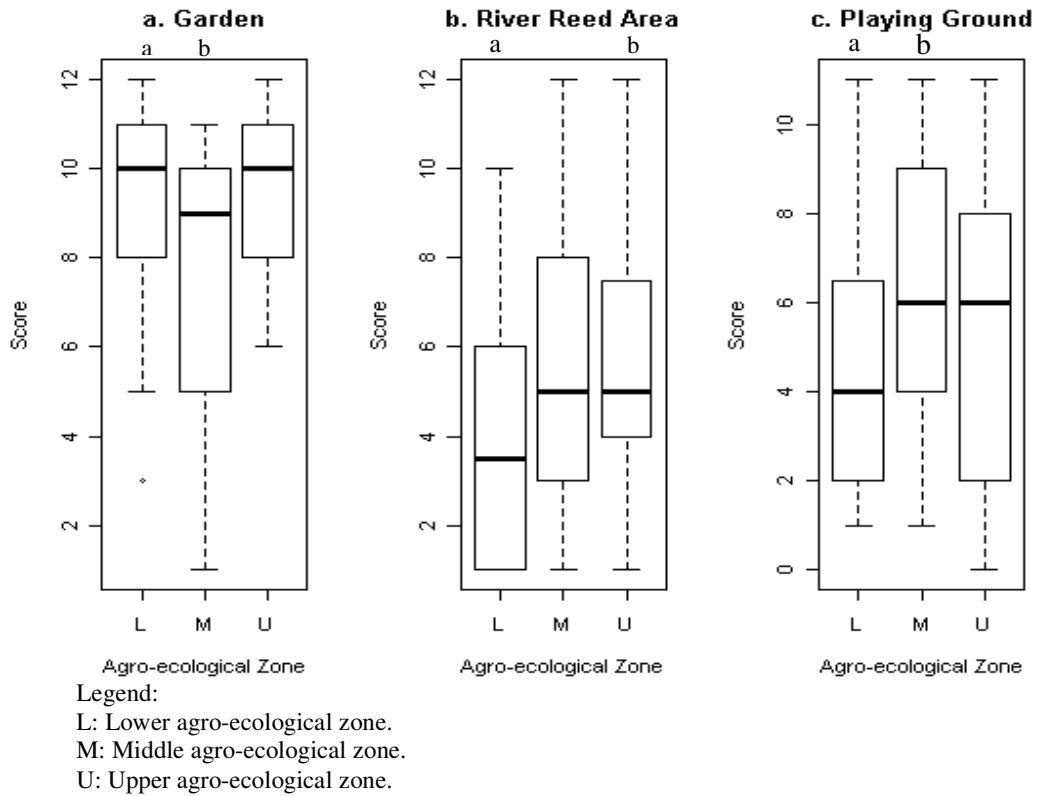 a. Garden
a b
12
10
8
6
4
2
Score
L M U
Agro-ecological Zone
b. River Reed Area
a b
12
10
8
6
4
2
Score
L M U
Agro-ecological Zone
c. Playing Ground
a b
10
8
6
4
2
0
Score
L M U
Agro-ecological Zone
Legend:
L: Lower agro-ecological zone.
M: Middle agro-ecological zone.
U: Upper agro-ecological zone.